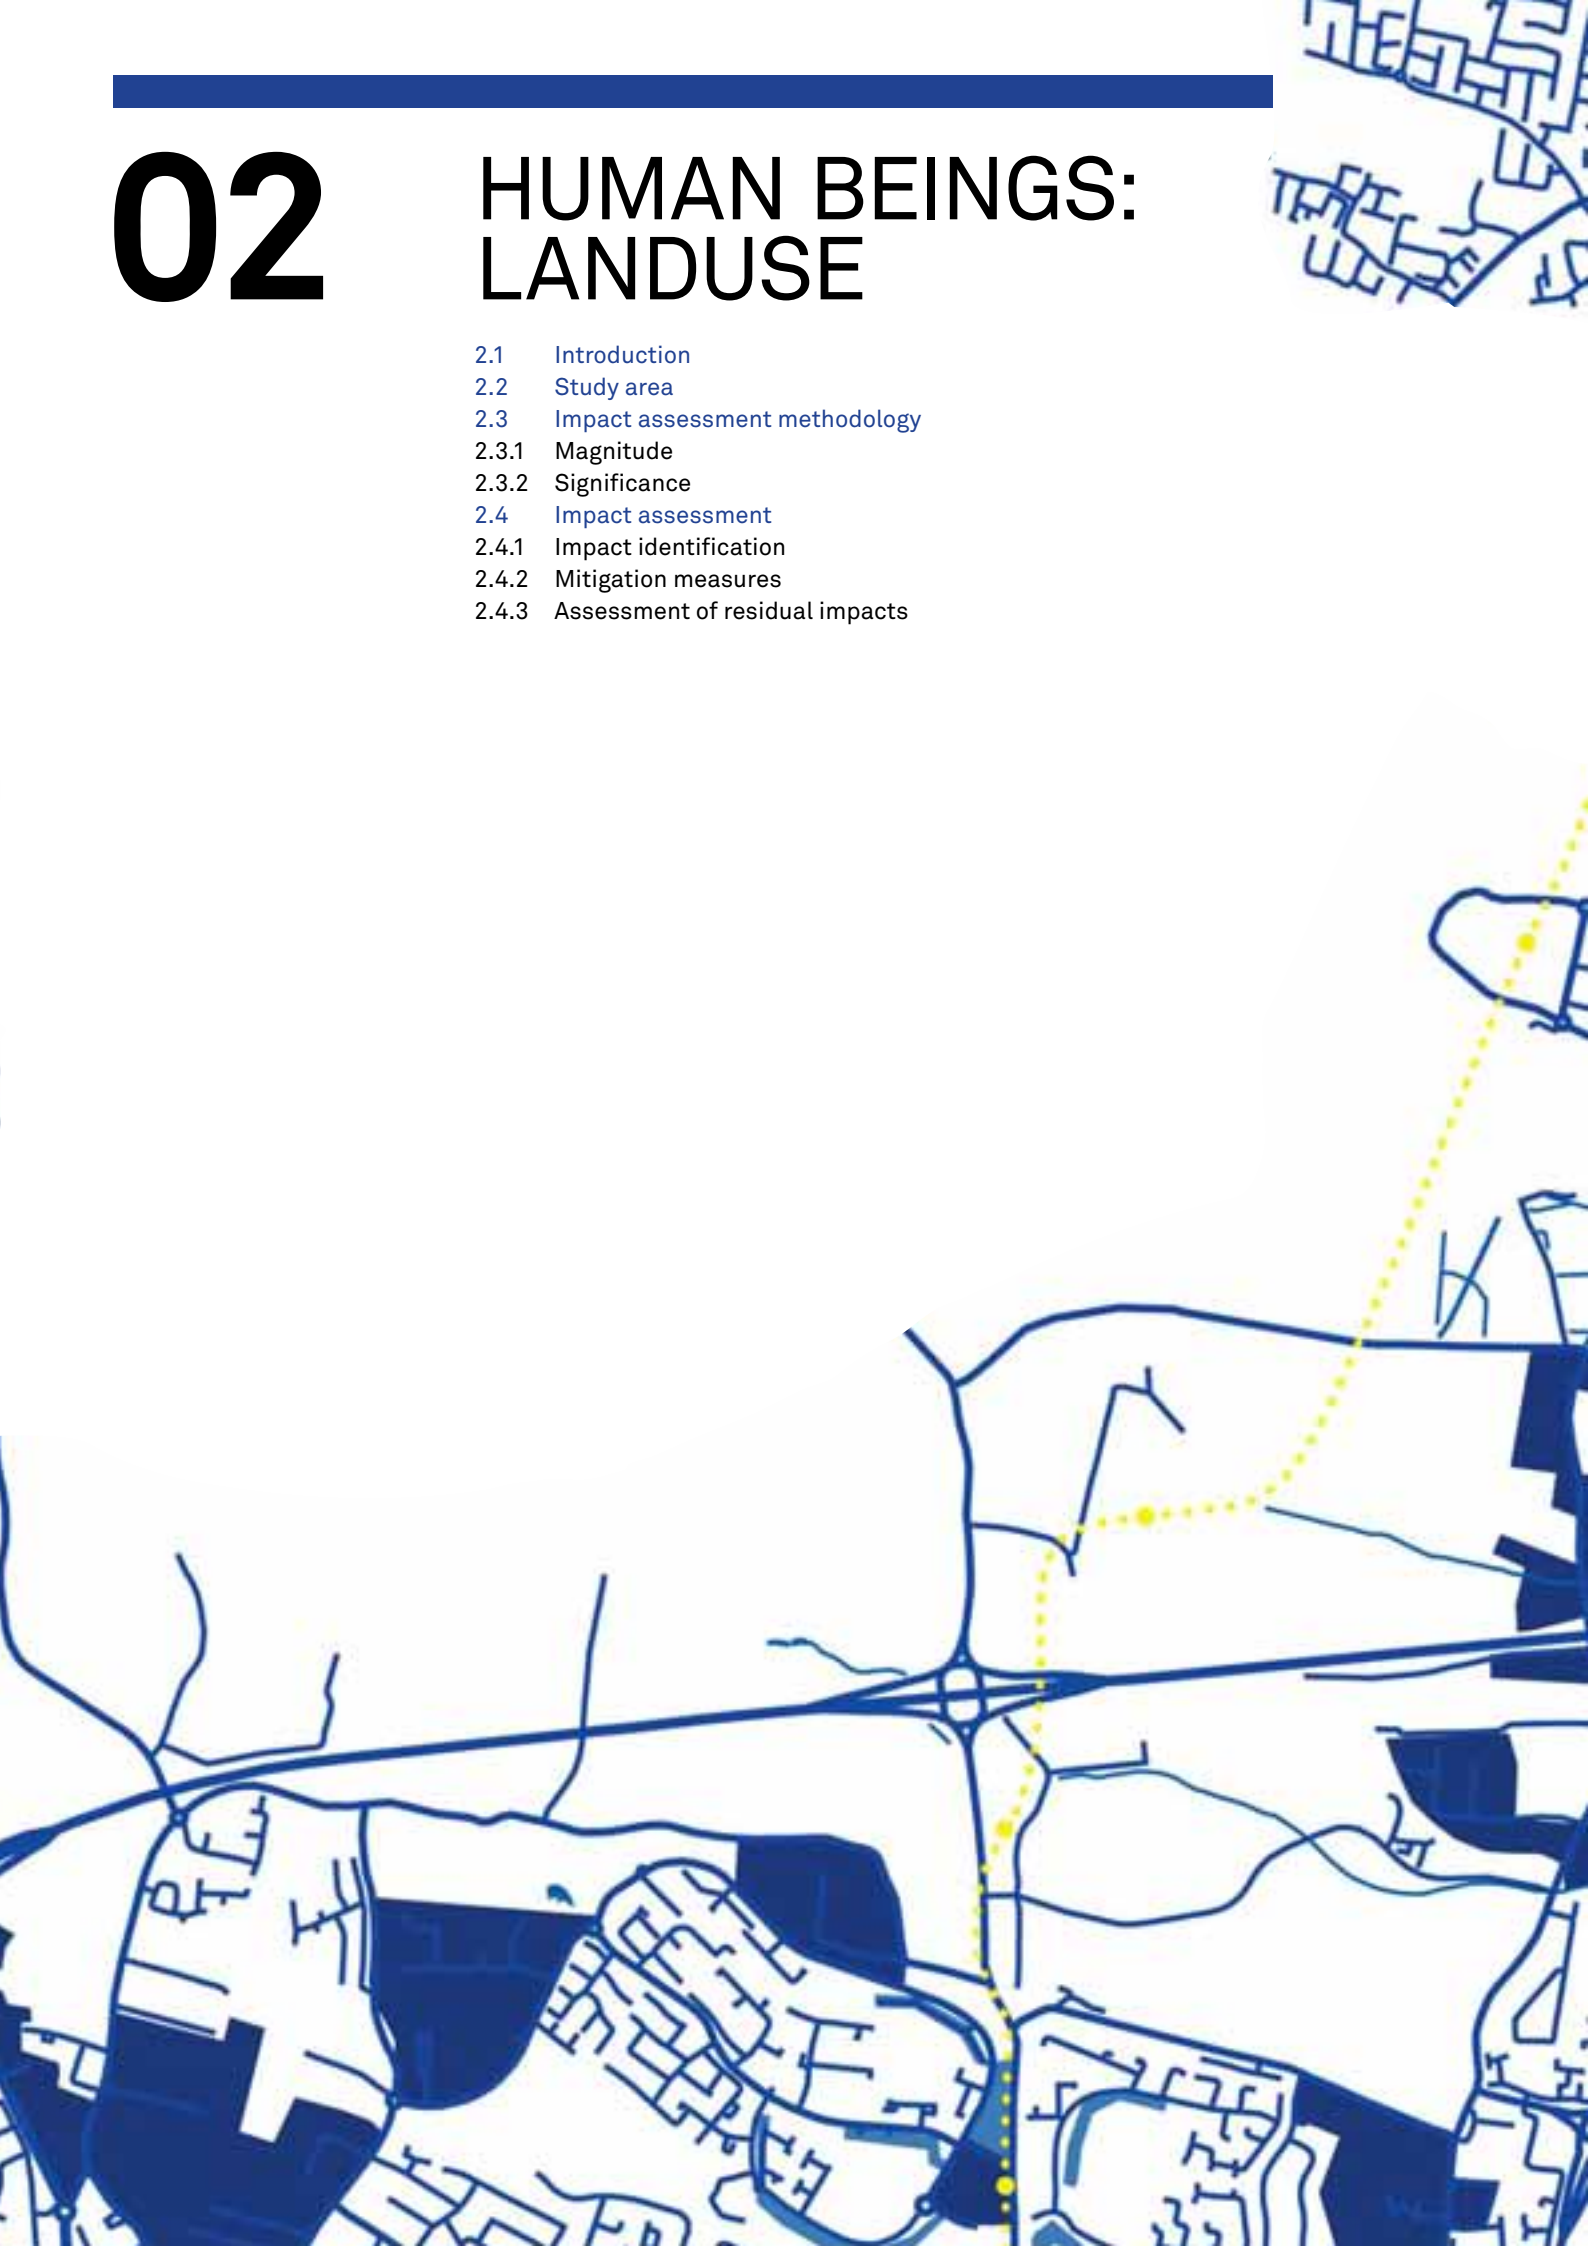 02
HUMAN BEINGS:
LANDUSE
2.1 Introduction
2.2 Study area
2.3 Impact assessment methodology
2.3.1 Magnitude
2.3.2 Significance
2.4 Impact assessment
2.4.1 Impact identification
2.4.2 Mitigation measures
2.4.3 Assessment of residual impacts